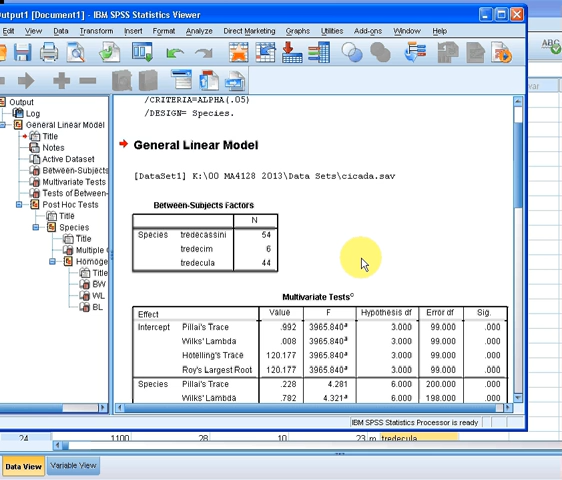 Output1 [Document1] - IBM SPSS Statistics Viewer
Edit View Data Transform Insert Format Analyze Direct Marketing Graphs Utilities Add-ons Window Help
ABC
Output
Log
General Linear Model
Title
Notes
Active Dataset
Between-Subjects
Multivariate Tests
Tests of Between-
Post Hoc Tests
Title
Species
Title
Multiple
Homoge
Title
BW
WL
BL
/CRITERIA=ALPHA(.05)
/DESIGN= Species.
General Linear Model
[DataSet1] K:\00 MA4128 2013\Data Sets\cicada.sav
Between-Subjects Factors
N
Species tredecassini 54
tredecim 6
tredecula 44
Multivariate Tests^c
Effect Value F Hypothesis df Error df Sig.
Intercept Pillai's Trace .992 3965.840^a 3.000 99.000 .000
Wilks' Lambda .008 3965.840^a 3.000 99.000 .000
Hotelling's Trace 120.177 3965.840^a 3.000 99.000 .000
Roy's Largest Root 120.177 3965.840^a 3.000 99.000 .000
Species Pillai's Trace .228 4.281 6.000 200.000 .000
Wilks' Lambda .782 4.321^a 6.000 198.000 .000
IBM SPSS Statistics Processor is ready
var
24 1100 28 10 23 m tredecula
Data View Variable View